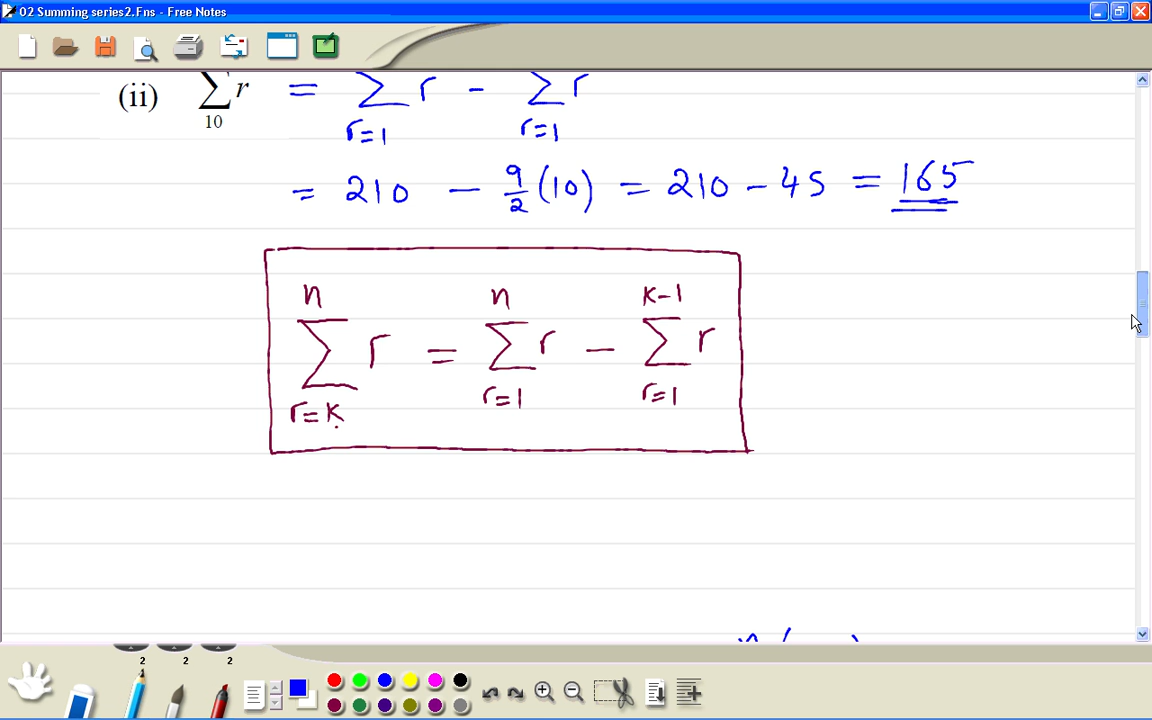 02 Summing series2.Fns - Free Notes
(ii) ∑ r = ∑ r - ∑ r
10 r=1 r=1
= 210 - 9/2 (10) = 210 - 45 = 165
n n k-1
∑ r = ∑ r - ∑ r
r=k r=1 r=1
2 2 2